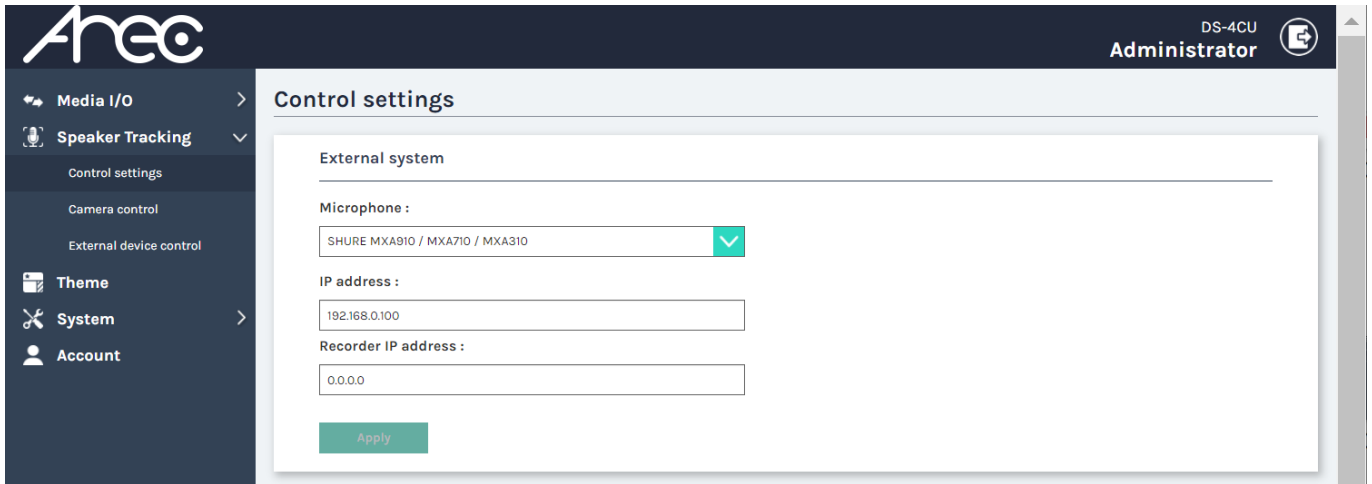 Arec
DS-4CU
Administrator
Media I/O
Speaker Tracking
Control settings
Camera control
External device control
Theme
System
Account
Control settings
External system
Microphone :
SHURE MXA910 / MXA710 / MXA310
IP address :
192.168.0.100
Recorder IP address :
0.0.0.0
Apply